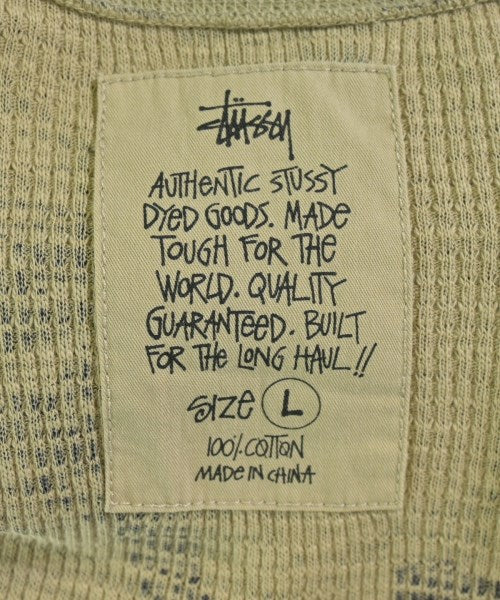 Stüssy
AUTHENTIC STUSSY
DYED GOODS. MADE
TOUGH FOR THE
WORLD. QUALITY
GUARANTEED. BUILT
FOR THE LONG HAUL!!
SIZE L
100% COTTON
MADE IN CHINA